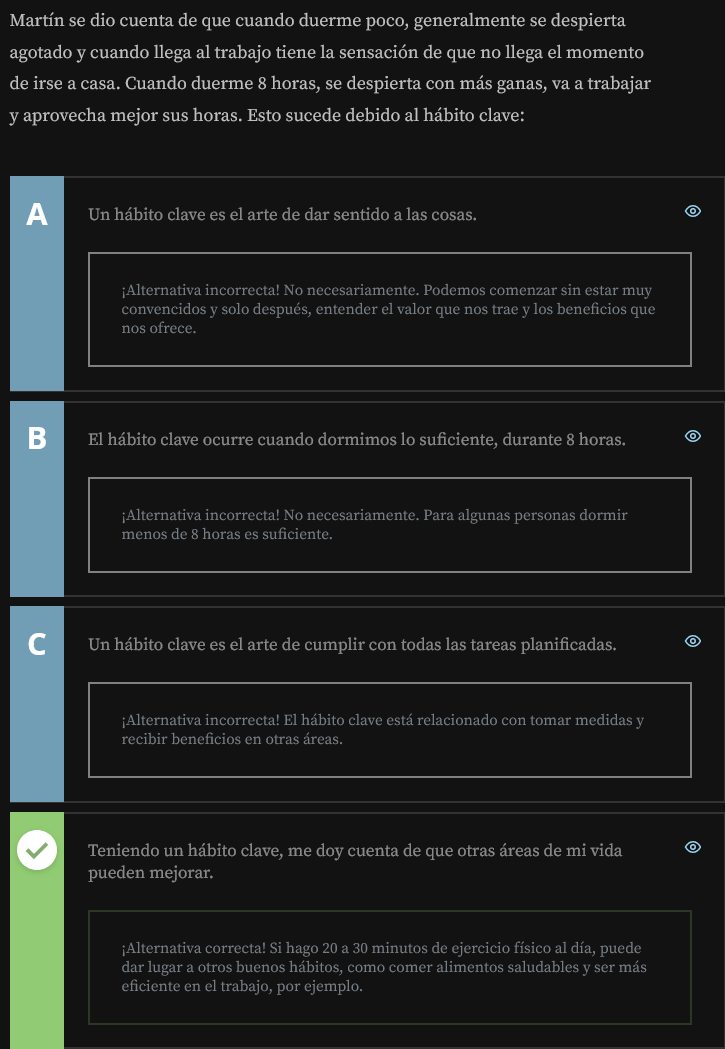 Martín se dio cuenta de que cuando duerme poco, generalmente se despierta
agotado y cuando llega al trabajo tiene la sensación de que no llega el momento
de irse a casa. Cuando duerme 8 horas, se despierta con más ganas, va a trabajar
y aprovecha mejor sus horas. Esto sucede debido al hábito clave:
A
Un hábito clave es el arte de dar sentido a las cosas.
¡Alternativa incorrecta! No necesariamente. Podemos comenzar sin estar muy
convencidos y solo después, entender el valor que nos trae y los beneficios que
nos ofrece.
B
El hábito clave ocurre cuando dormimos lo suficiente, durante 8 horas.
¡Alternativa incorrecta! No necesariamente. Para algunas personas dormir
menos de 8 horas es suficiente.
C
Un hábito clave es el arte de cumplir con todas las tareas planificadas.
¡Alternativa incorrecta! El hábito clave está relacionado con tomar medidas y
recibir beneficios en otras áreas.
Teniendo un hábito clave, me doy cuenta de que otras áreas de mi vida
pueden mejorar.
¡Alternativa correcta! Si hago 20 a 30 minutos de ejercicio físico al día, puede
dar lugar a otros buenos hábitos, como comer alimentos saludables y ser más
eficiente en el trabajo, por ejemplo.